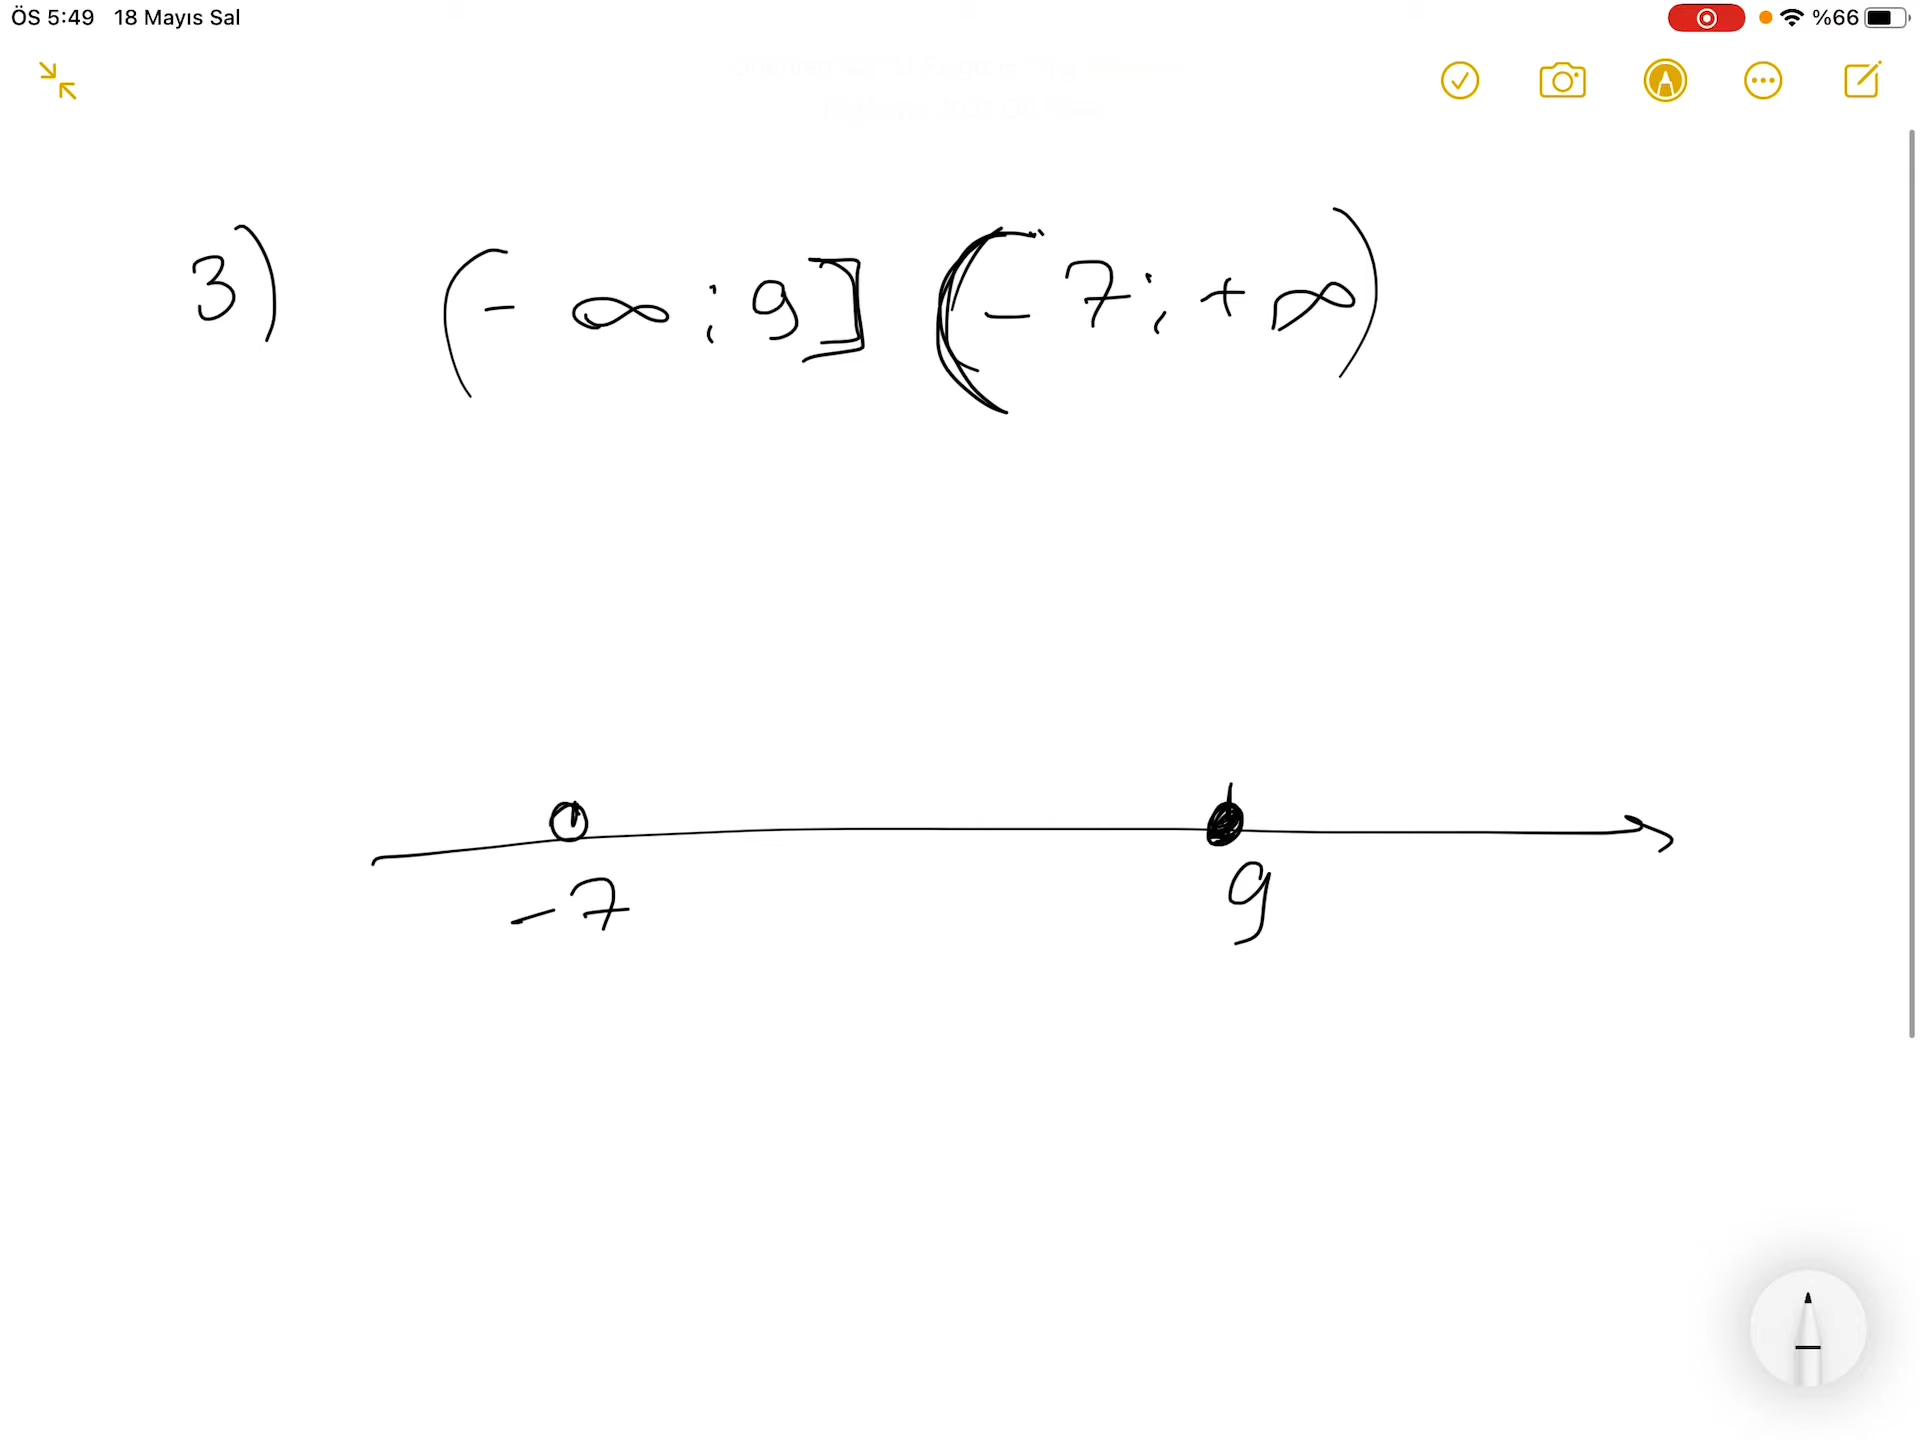 ÖS 5:49 18 Mayıs Sal %66
3) (- ∞ ; 9] (- 7 ; + ∞)
-7 9